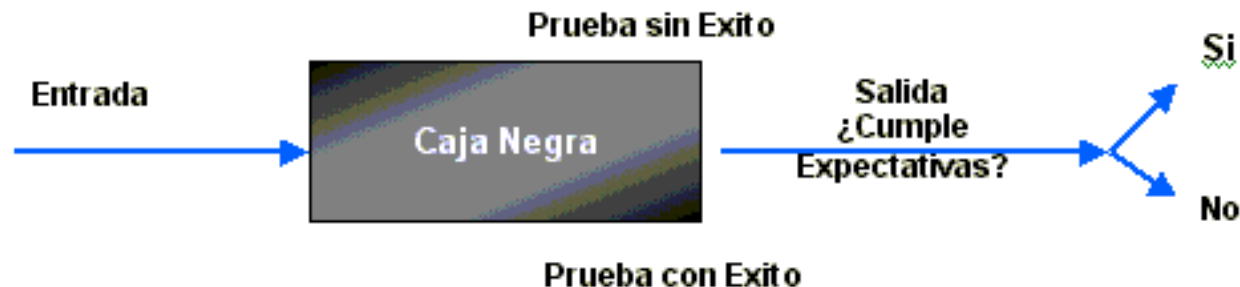 Prueba sin Exito
Si
Entrada
Salida
¿Cumple
Expectativas?
Caja Negra
No
Prueba con Exito